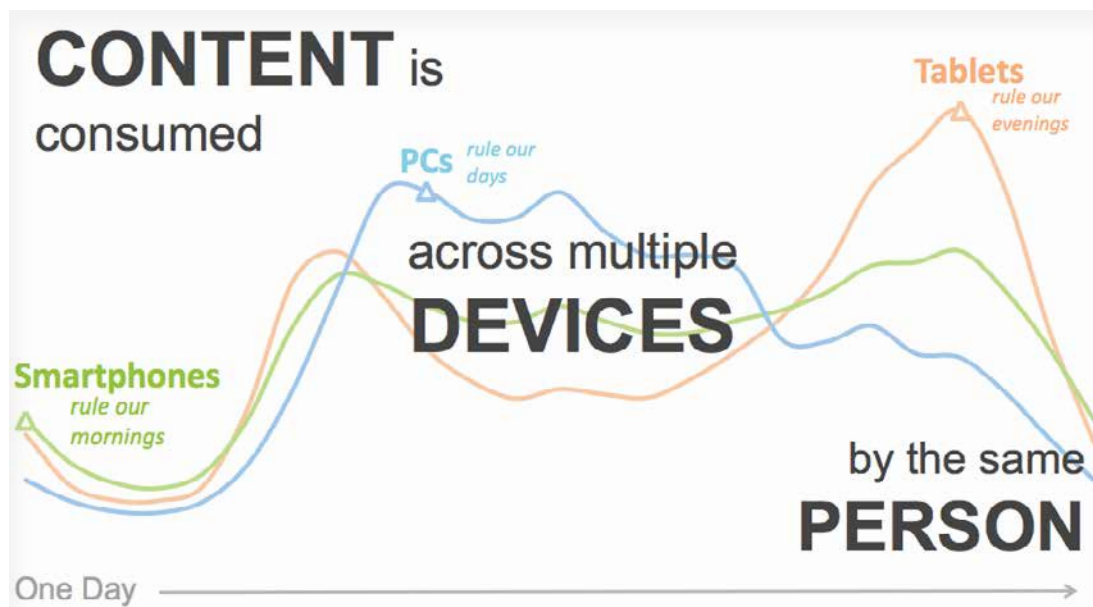 CONTENT is
consumed
Tablets
rule our
evenings
PCs
rule our
days
across multiple
DEVICES
Smartphones
rule our
mornings
by the same
PERSON
One Day